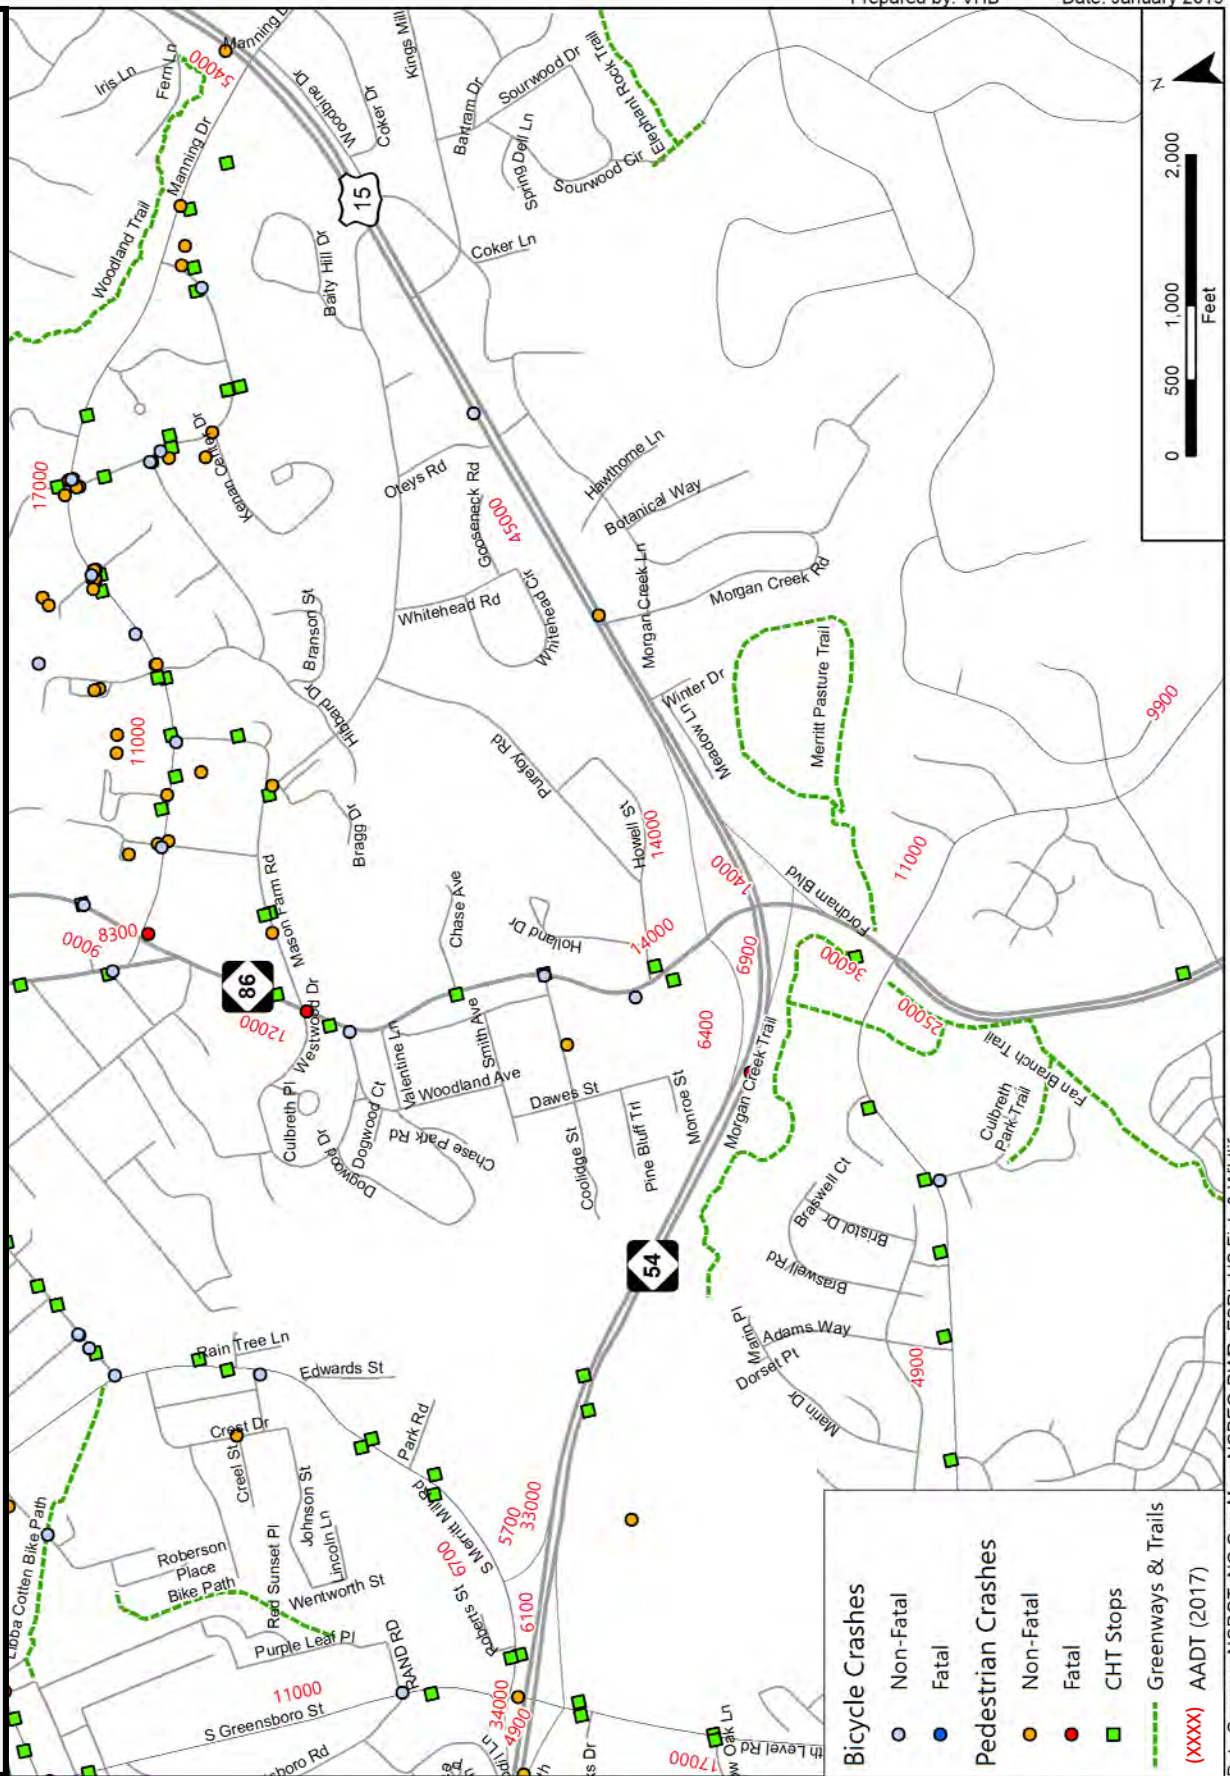 Prepared by: VHB Date: January 2019
Manning Dr
54000
Fern Ln
Iris Ln
Manning Dr
Woodland Trail
Woodbine Dr
Coker Dr
Kings Mill
Bartram Dr
Sourwood Dr
Elephant Rock Trail
Spring Dell Ln
Sourwood Cir
15
Baity Hill Dr
Coker Ln
N
0 500 1,000 2,000
Feet
17000
Kenan Center Dr
Oteys Rd
Gooseneck Rd
45000
Hawthorne Ln
Botanical Way
Morgan Creek Ln
Morgan Creek Rd
Whitehead Rd
Whitehead Cir
Branson St
Hibbard Dr
Winter Dr
Meadow Ln
Merritt Pasture Trail
9900
11000
Purefoy Rd
Howell St
14000
Bragg Dr
Mason Farm Rd
Chase Ave
Holland Dr
14000
14000
Fordham Blvd
11000
8300
9000
86
12000
Westwood Dr
6900
36000
6400
25000
Valentine Ln
Smith Ave
Woodland Ave
Dawes St
Monroe St
Morgan Creek Trail
Fan Branch Trail
Culbreth Pl
Dogwood Dr
Dogwood Ct
Chase Park Rd
Coolidge St
Pine Bluff Trl
Culbreth
Park Trail
54
Braswell Ct
Bristol Dr
Braswell Rd
Marin Pl
Adams Way
Dorset Pt
Marin Dr
4900
Rain Tree Ln
Edwards St
Crest Dr
Creel St
Park Rd
Johnson St
Lincoln Ln
S Merritt Mill Rd
6700
5700
33000
Libba Cotten Bike Path
Roberson
Place
Bike Path
Red Sunset Pl
Wentworth St
Purple Leaf Pl
RAND RD
Roberts St
6100
11000
S Greensboro St
34000
4900
17000
Bicycle Crashes
Non-Fatal
Fatal
Pedestrian Crashes
Non-Fatal
Fatal
CHT Stops
Greenways & Trails
(XXXX) AADT (2017)